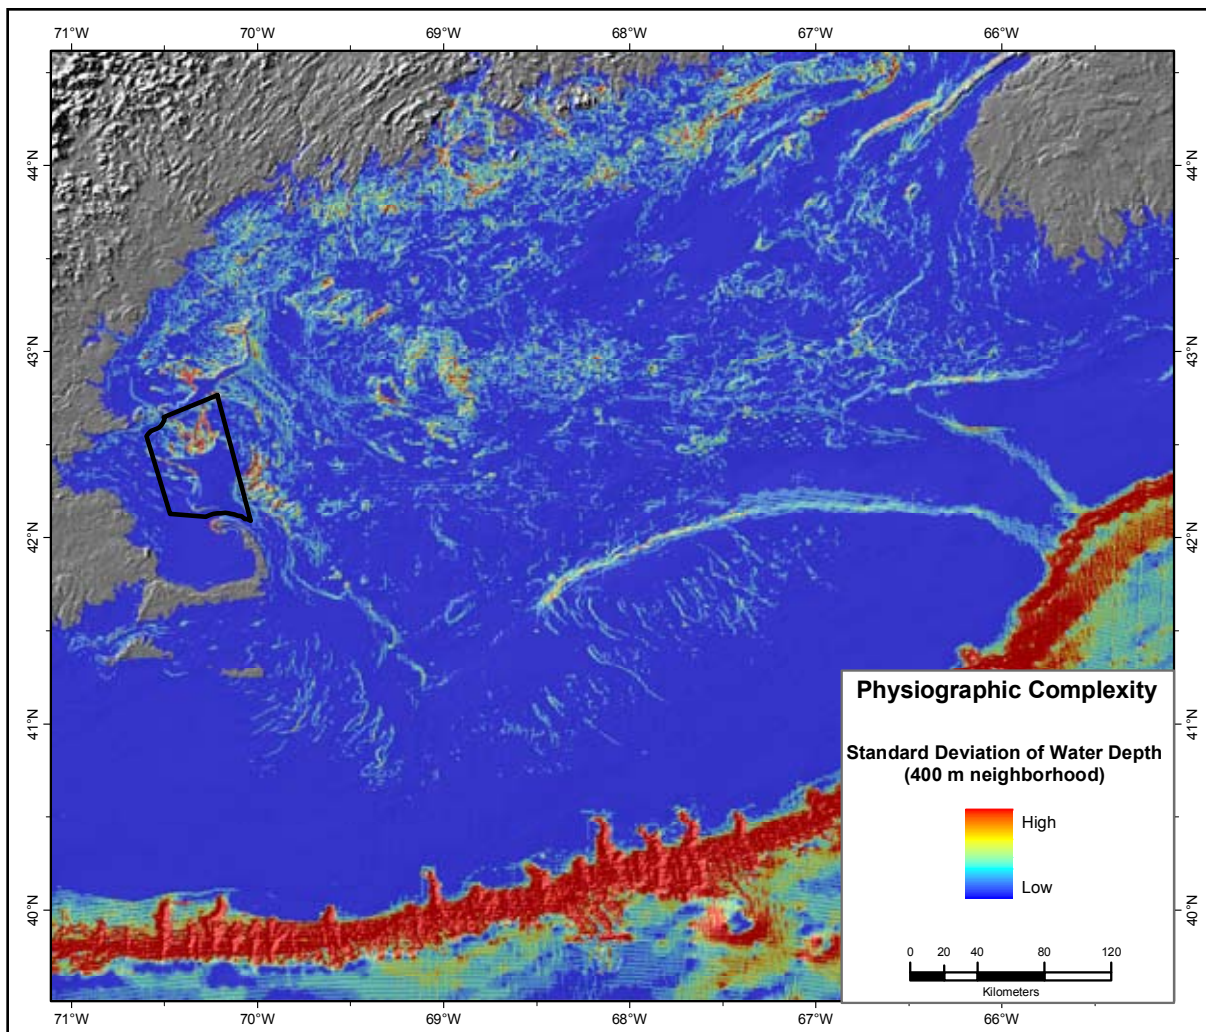 71°W 70°W 69°W 68°W 67°W 66°W
44°N 44°N
43°N 43°N
42°N 42°N
41°N 41°N
40°N 40°N
Physiographic Complexity
Standard Deviation of Water Depth
(400 m neighborhood)
High
Low
0 20 40 80 120
Kilometers
71°W 70°W 69°W 68°W 67°W 66°W